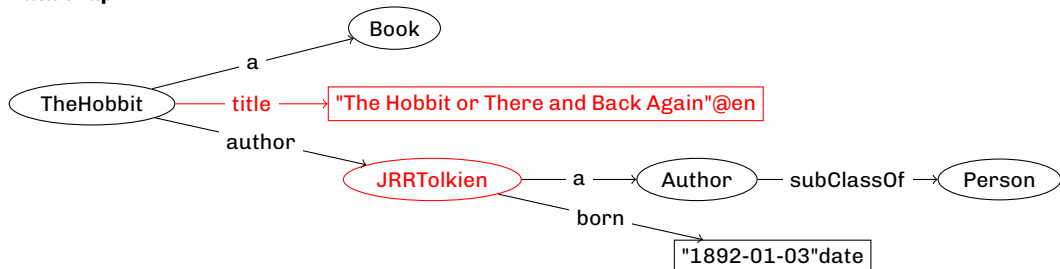 Book
a
TheHobbit
title
"The Hobbit or There and Back Again"@en
author
JRRTolkien
a
Author
subClassOf
Person
born
"1892-01-03"date